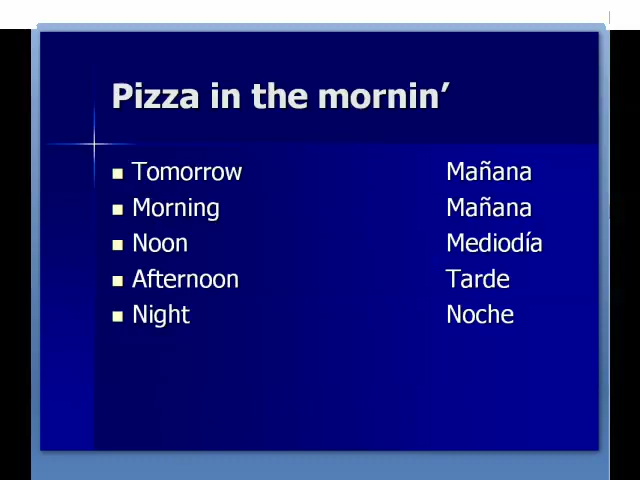 Pizza in the mornin’
Tomorrow Mañana
Morning Mañana
Noon Mediodía
Afternoon Tarde
Night Noche